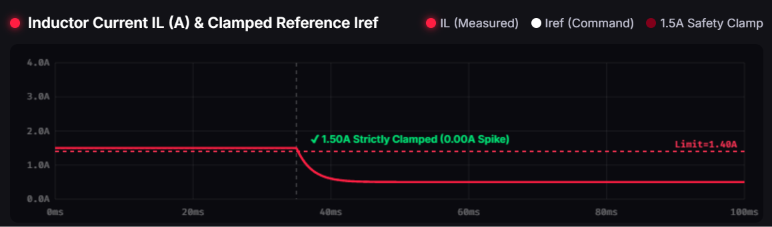 Inductor Current IL (A) & Clamped Reference Iref
IL (Measured) Iref (Command) 1.5A Safety Clamp
4.0A
3.0A
2.0A
✓ 1.50A Strictly Clamped (0.00A Spike)
Limit=1.40A
1.0A
0.0A
0ms 20ms 40ms 60ms 80ms 100ms